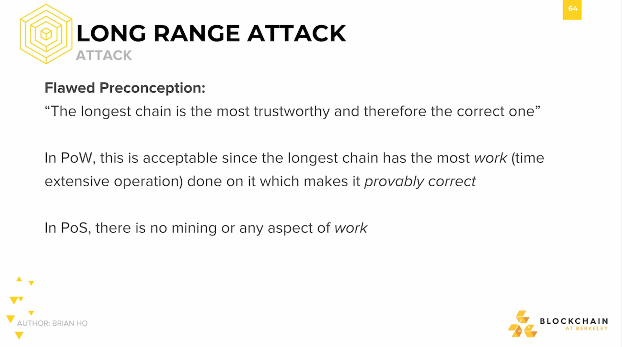 64
LONG RANGE ATTACK
ATTACK
Flawed Preconception:
“The longest chain is the most trustworthy and therefore the correct one”
In PoW, this is acceptable since the longest chain has the most work (time
extensive operation) done on it which makes it provably correct
In PoS, there is no mining or any aspect of work
AUTHOR: BRIAN HO
BLOCKCHAIN
AT BERKELEY